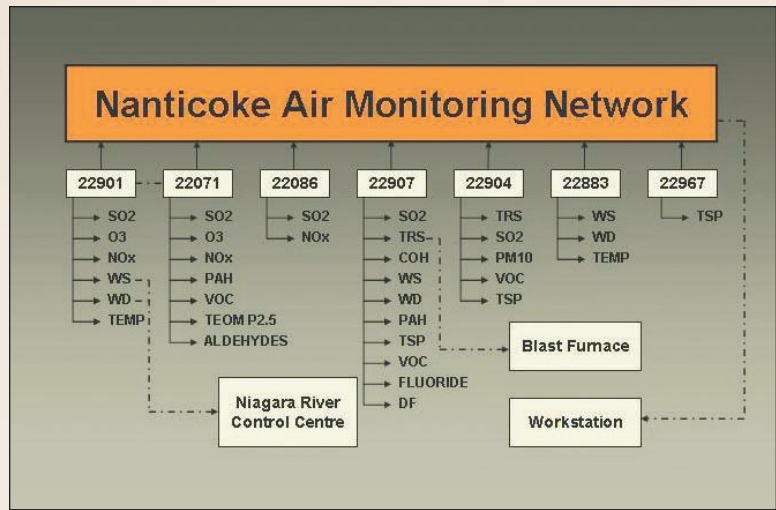 Nanticoke Air Monitoring Network
22901
SO2
O3
NOx
WS
WD
TEMP
22071
SO2
O3
NOx
PAH
VOC
TEOM P2.5
ALDEHYDES
22086
SO2
NOx
22907
SO2
TRS
COH
WS
WD
PAH
TSP
VOC
FLUORIDE
DF
22904
TRS
SO2
PM10
VOC
TSP
22883
WS
WD
TEMP
22967
TSP
Blast Furnace
Niagara River
Control Centre
Workstation